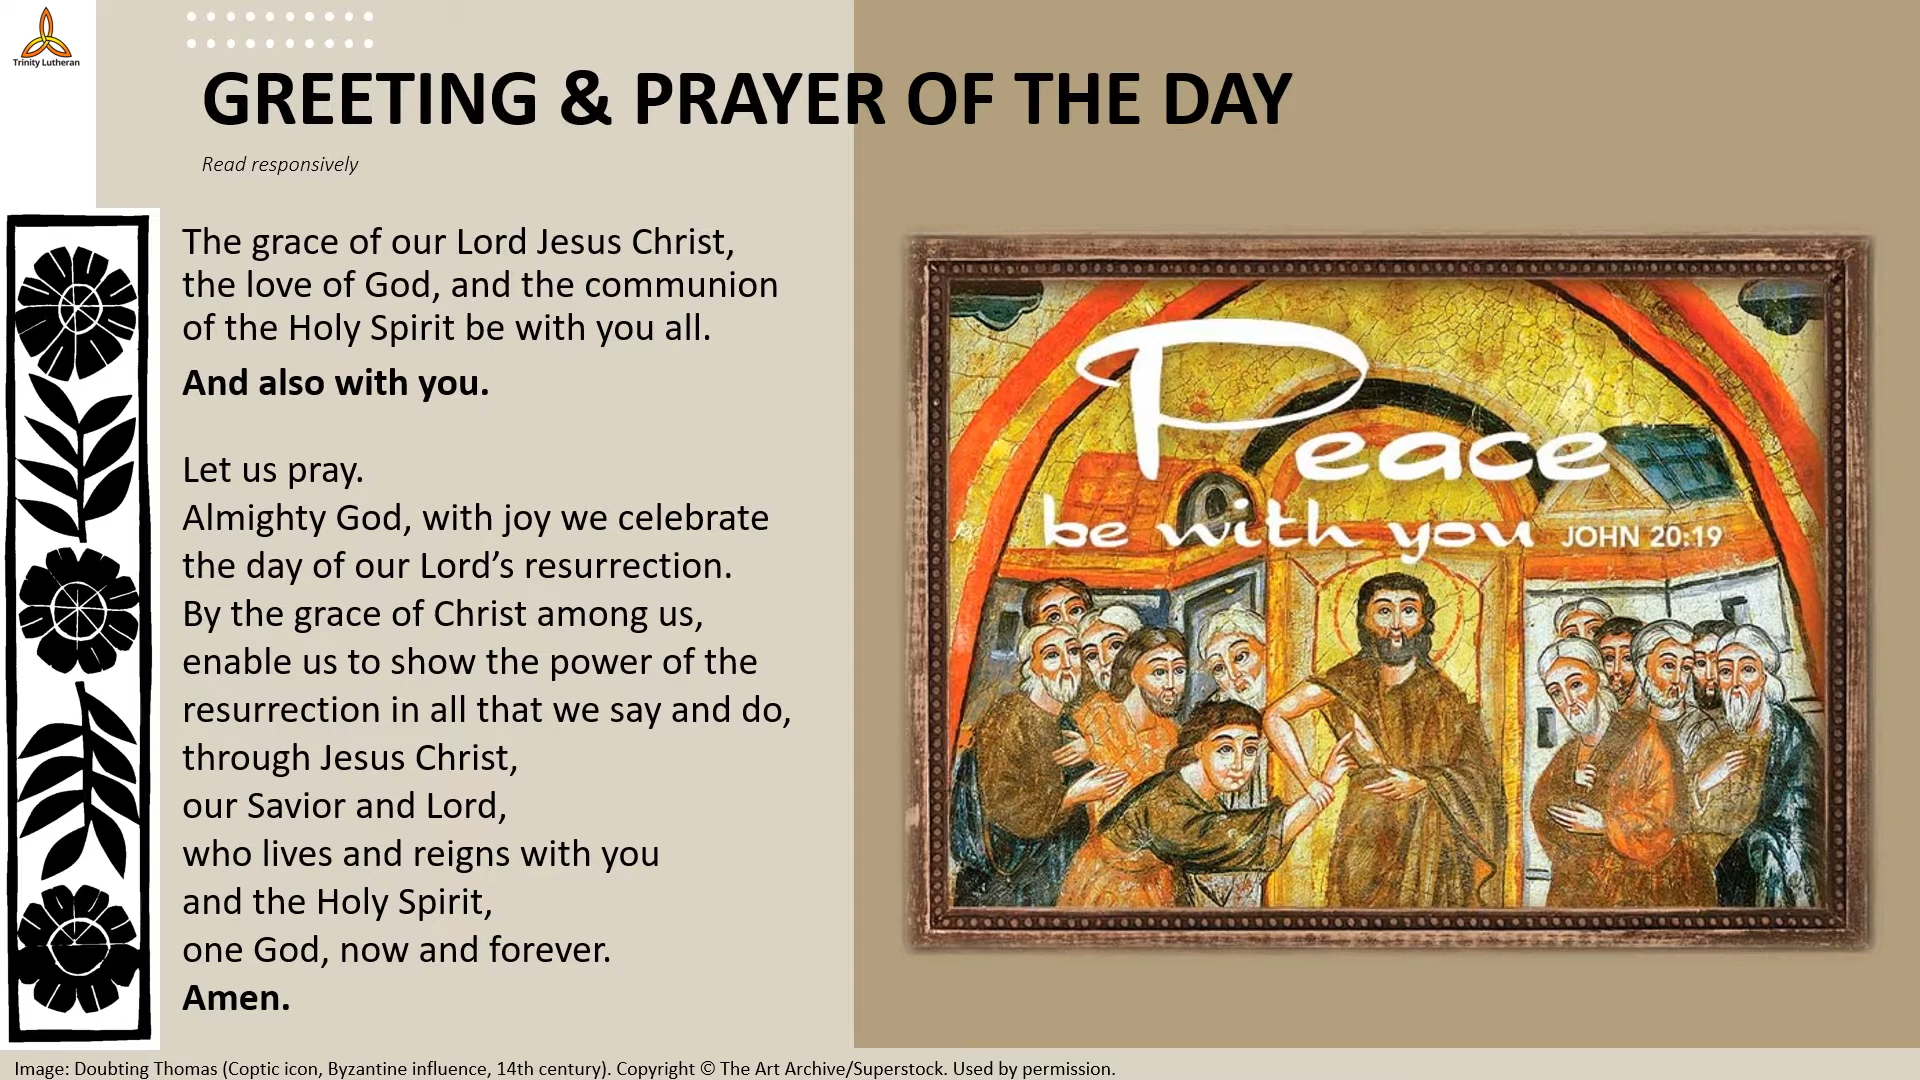 Trinity Lutheran
GREETING & PRAYER OF THE DAY
Read responsively
The grace of our Lord Jesus Christ,
the love of God, and the communion
of the Holy Spirit be with you all.
And also with you.
Let us pray.
Almighty God, with joy we celebrate
the day of our Lord’s resurrection.
By the grace of Christ among us,
enable us to show the power of the
resurrection in all that we say and do,
through Jesus Christ,
our Savior and Lord,
who lives and reigns with you
and the Holy Spirit,
one God, now and forever.
Amen.
Peace
be with you JOHN 20:19
Image: Doubting Thomas (Coptic icon, Byzantine influence, 14th century). Copyright © The Art Archive/Superstock. Used by permission.